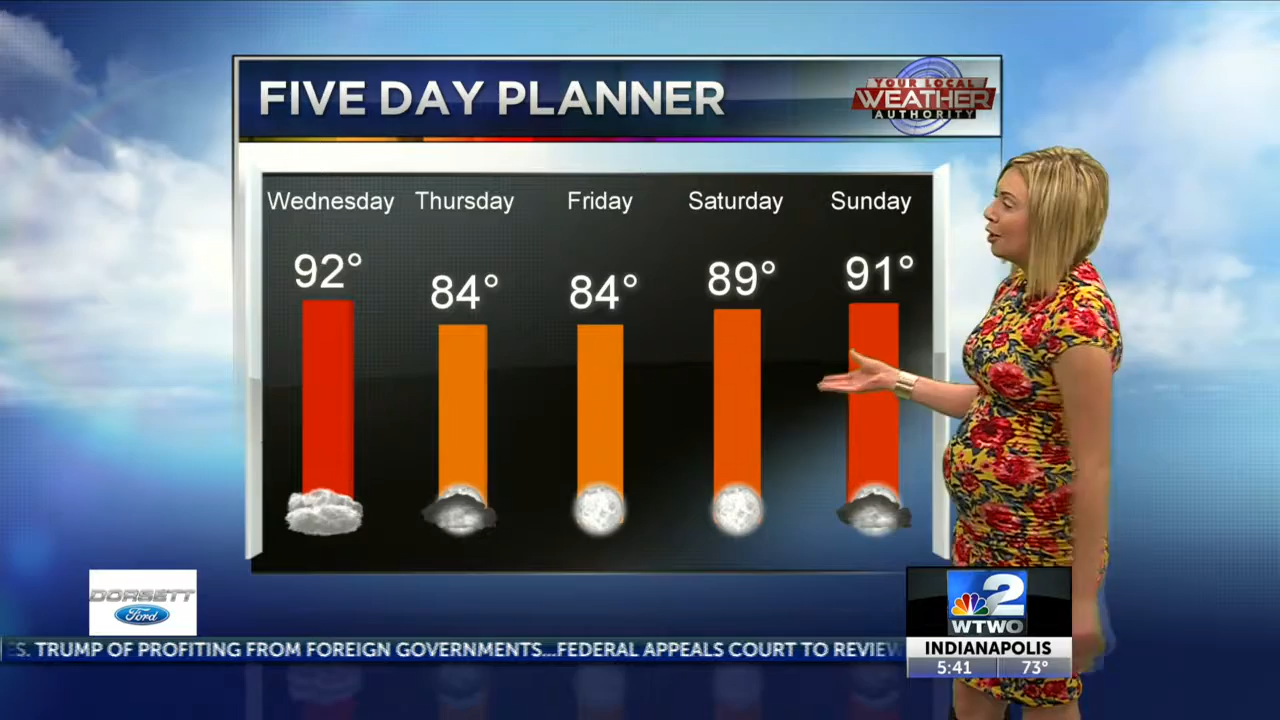 FIVE DAY PLANNER
YOUR LOCAL
WEATHER
AUTHORITY
Wednesday Thursday Friday Saturday Sunday
92° 84° 84° 89° 91°
DORSETT
Ford
2
WTWO
ES. TRUMP OF PROFITING FROM FOREIGN GOVERNMENTS...FEDERAL APPEALS COURT TO REVIEW
INDIANAPOLIS
5:41 73°